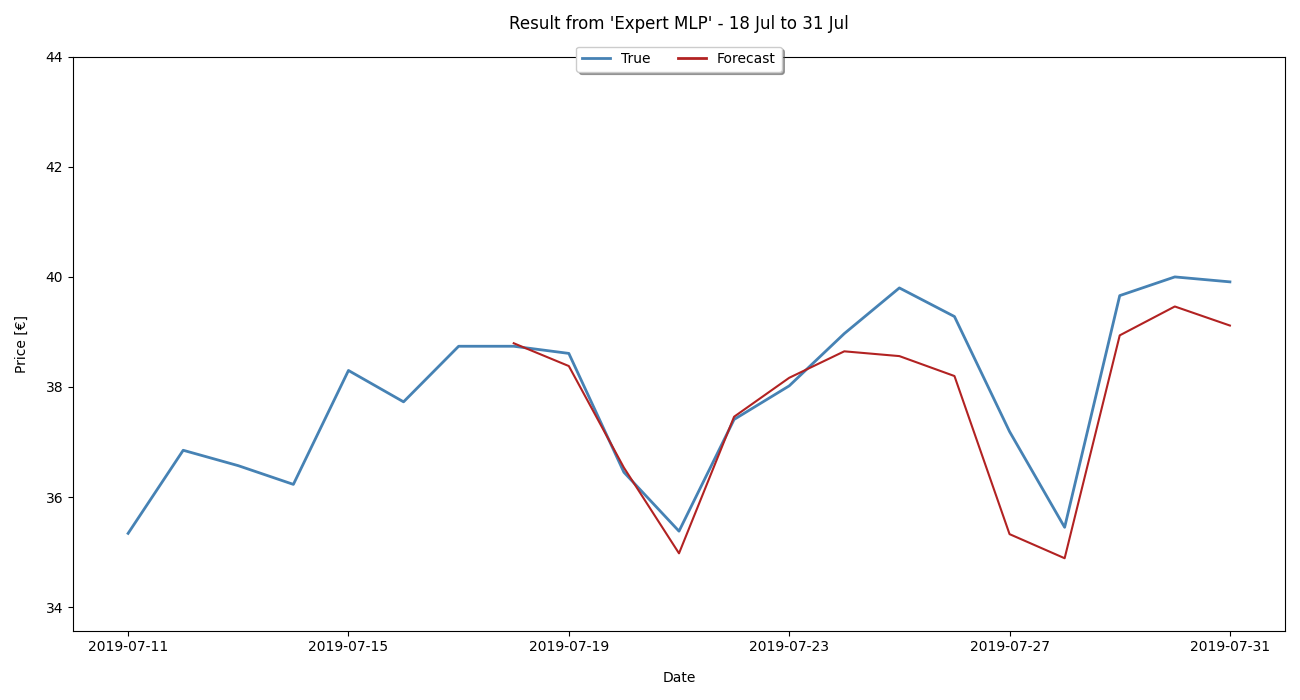 Result from 'Expert MLP' - 18 Jul to 31 Jul
True Forecast
44
42
40
38
36
34
Price [€]
2019-07-11 2019-07-15 2019-07-19 2019-07-23 2019-07-27 2019-07-31
Date